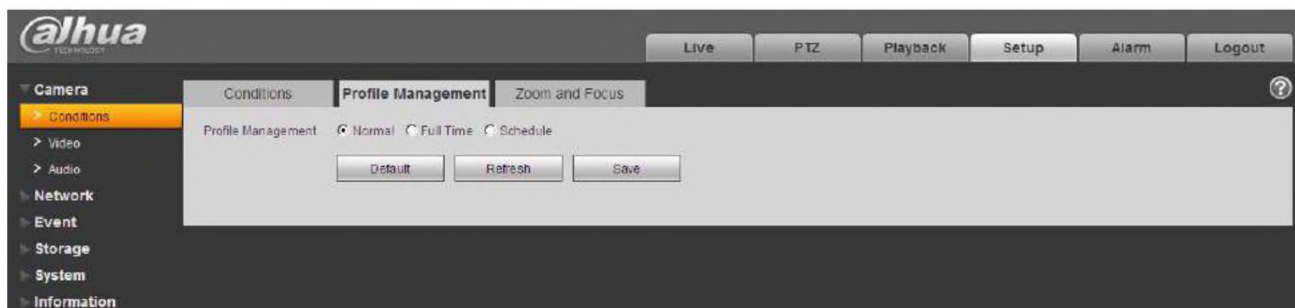 alhua
TECHNOLOGY
Live PTZ Playback Setup Alarm Logout
Camera
Conditions Profile Management Zoom and Focus
?
> Conditions
Profile Management Normal Full Time Schedule
> Video
Default Refresh Save
> Audio
Network
Event
Storage
System
Information